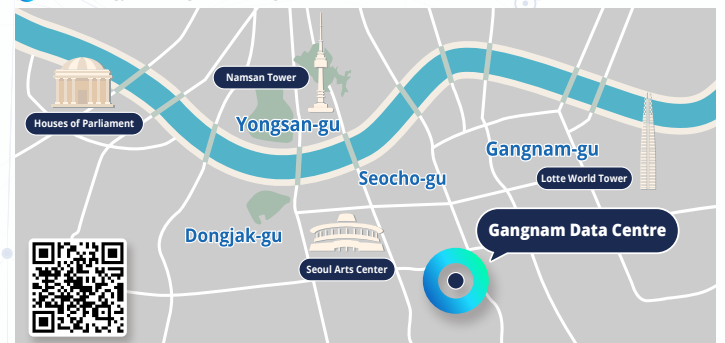 Namsan Tower
Houses of Parliament
Yongsan-gu
Gangnam-gu
Seocho-gu
Lotte World Tower
Dongjak-gu
Gangnam Data Centre
Seoul Arts Center